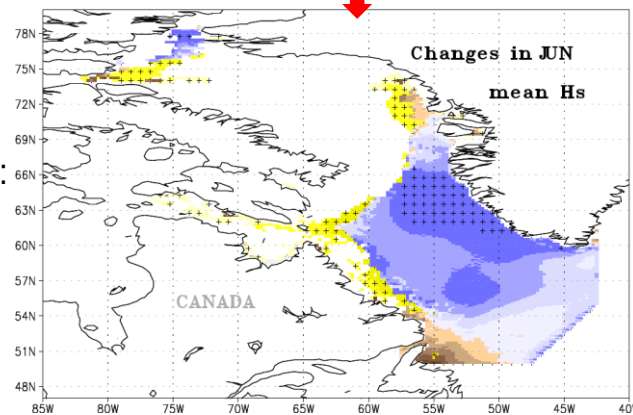 Changes in JUN
mean Hs
:
CANADA
78N
75N
72N
69N
66N
63N
60N
57N
54N
51N
48N
85W
80W
75W
70W
65W
60W
55W
50W
45W
40W